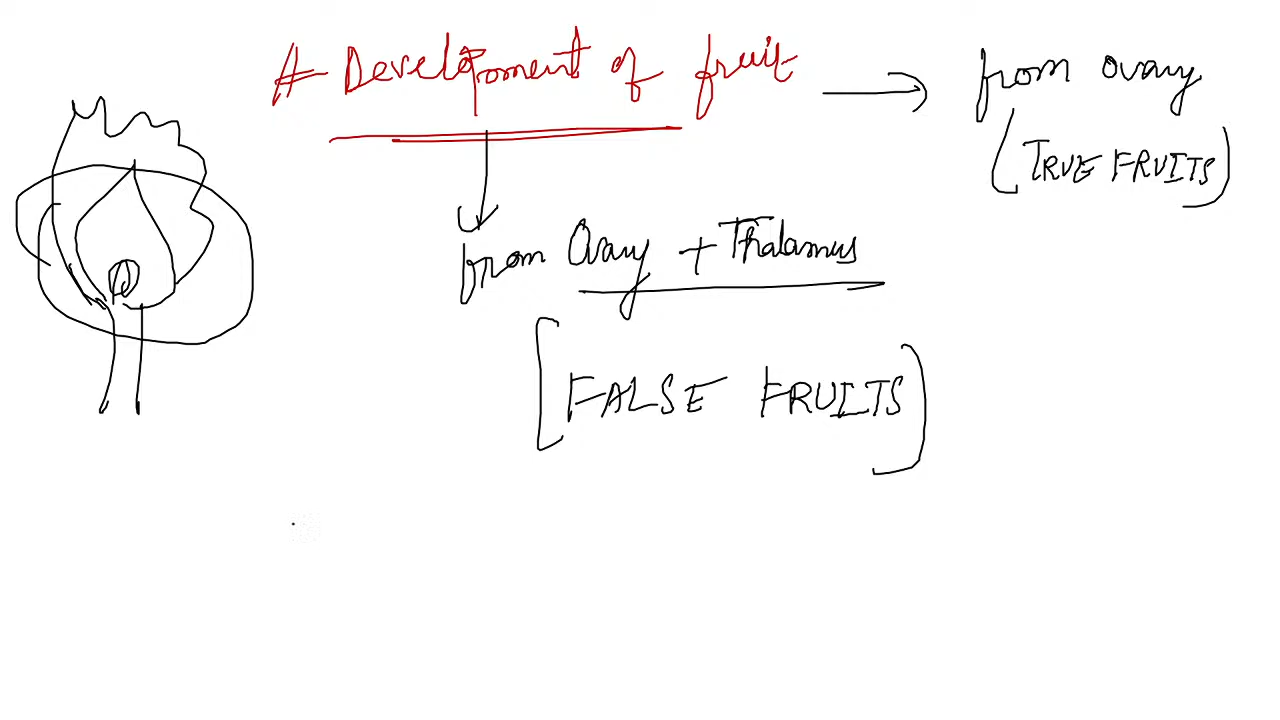 # Development of fruit → from ovary
(TRUE FRUITS)
from Ovary + Thalamus
[FALSE FRUITS]